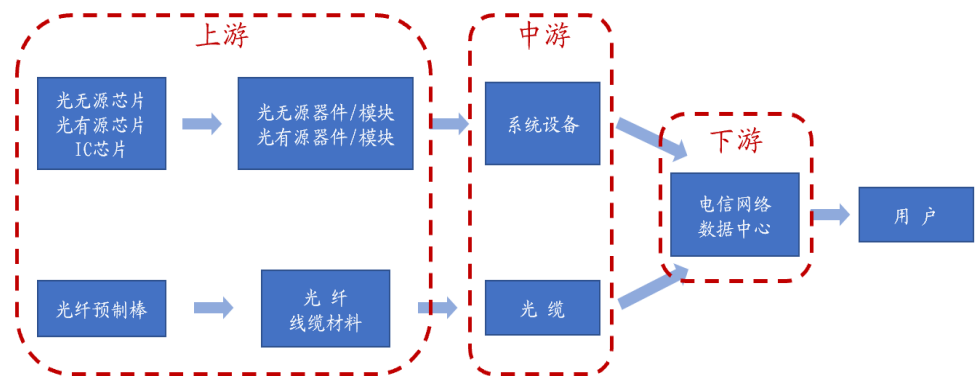 上游
光无源芯片
光有源芯片
IC芯片
光无源器件/模块
光有源器件/模块
光纤预制棒
光 纤
线缆材料
中游
系统设备
光 缆
下游
电信网络
数据中心
用 户